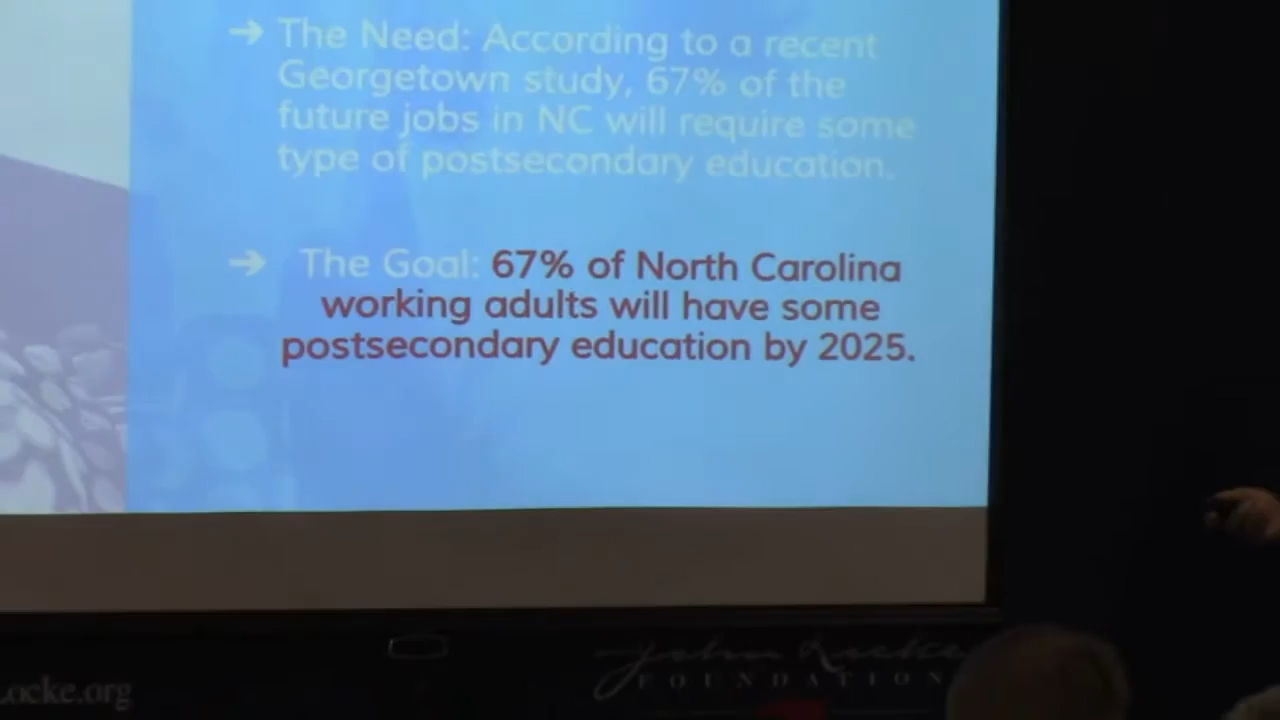 → The Need: According to a recent
Georgetown study, 67% of the
future jobs in NC will require some
type of postsecondary education.
→ The Goal: 67% of North Carolina
working adults will have some
postsecondary education by 2025.
Locke.org
John Locke
FOUNDATION